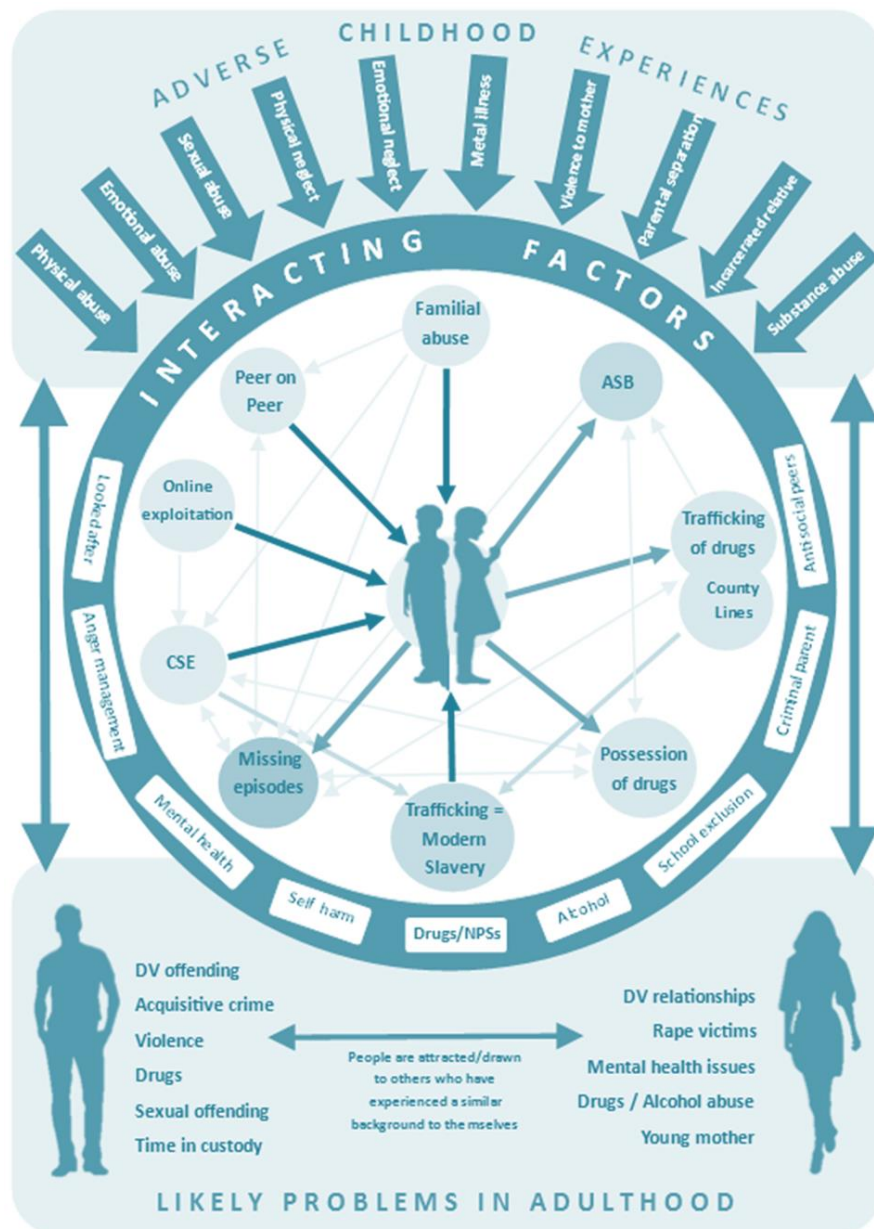 ADVERSE CHILDHOOD EXPERIENCES
Physical abuse
Emotional abuse
Sexual abuse
Physical neglect
Emotional neglect
Metal illness
Violence to mother
Parental separation
Incarcerated relative
Substance abuse
INTERACTING FACTORS
Familial
abuse
Peer on
Peer
ASB
Online
exploitation
Trafficking
of drugs
County
Lines
CSE
Missing
episodes
Trafficking =
Modern
Slavery
Possession
of drugs
Looked after
Anger management
Mental health
Self harm
Drugs/NPSs
Alcohol
School exclusion
Criminal parent
Antisocial peers
DV offending
Acquisitive crime
Violence
Drugs
Sexual offending
Time in custody
People are attracted/drawn
to others who have
experienced a similar
background to the mselves
DV relationships
Rape victims
Mental health issues
Drugs / Alcohol abuse
Young mother
LIKELY PROBLEMS IN ADULTHOOD